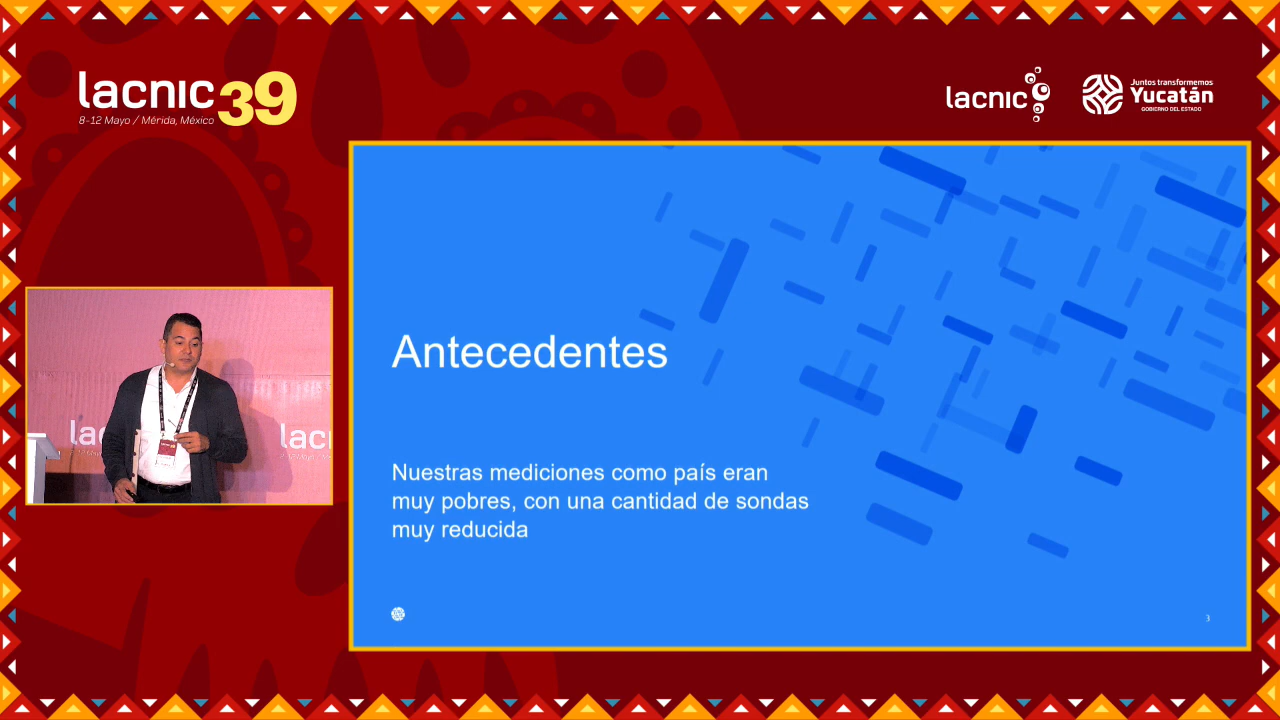 lacnic39
8-12 Mayo / Mérida, México
lacnic
Juntos transformemos
Yucatán
GOBIERNO DEL ESTADO
Antecedentes
Nuestras mediciones como país eran
muy pobres, con una cantidad de sondas
muy reducida
3